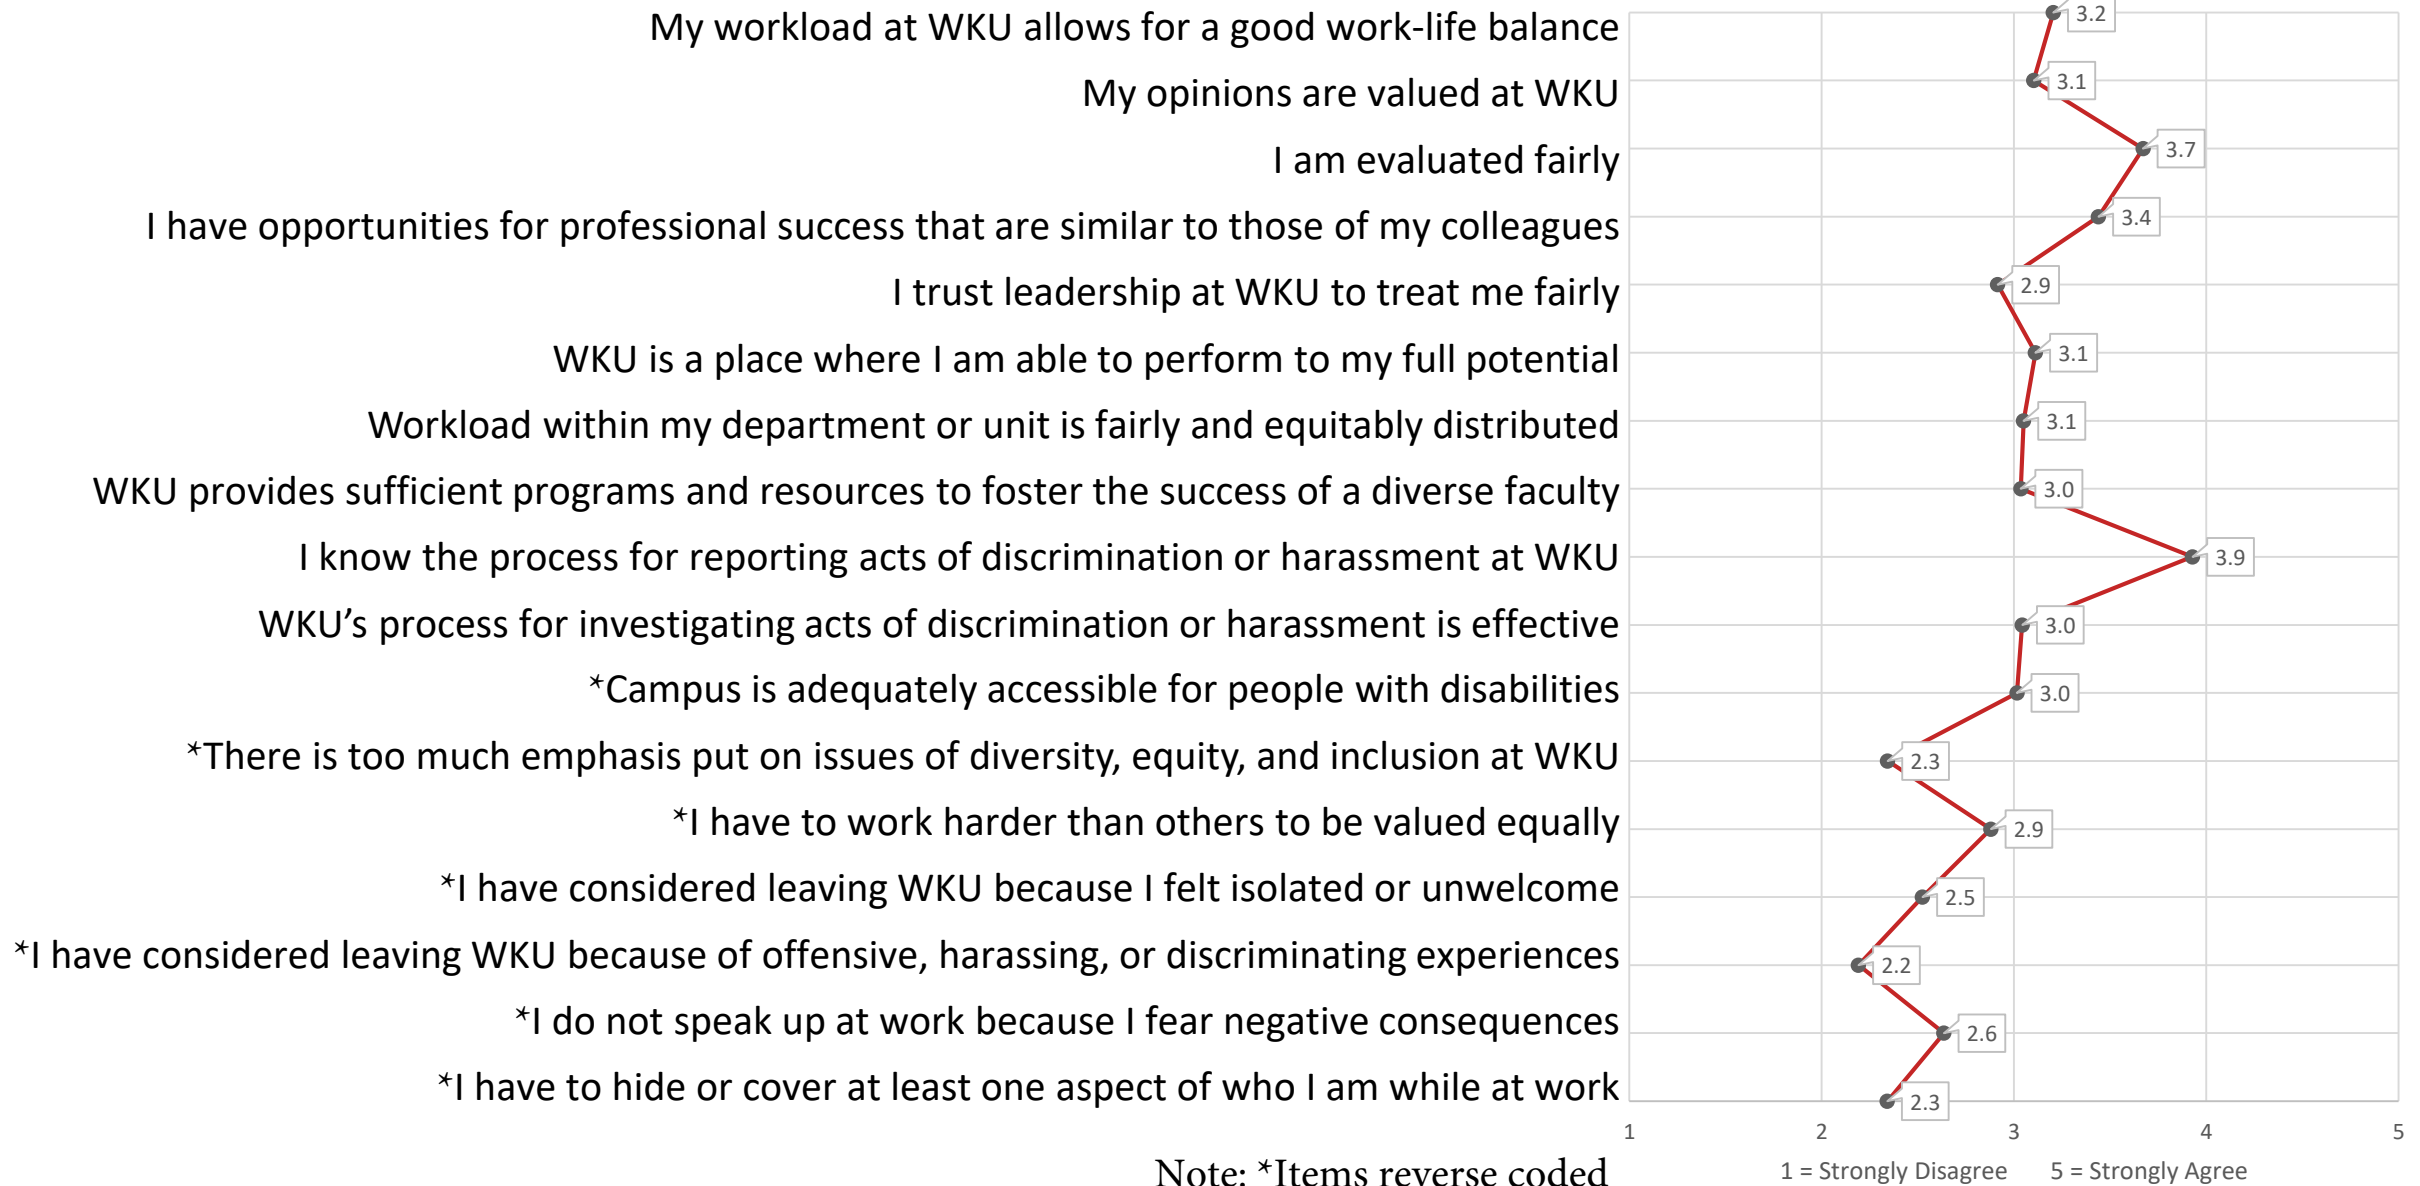 My workload at WKU allows for a good work-life balance 3.2
My opinions are valued at WKU 3.1
I am evaluated fairly 3.7
I have opportunities for professional success that are similar to those of my colleagues 3.4
I trust leadership at WKU to treat me fairly 2.9
WKU is a place where I am able to perform to my full potential 3.1
Workload within my department or unit is fairly and equitably distributed 3.1
WKU provides sufficient programs and resources to foster the success of a diverse faculty 3.0
I know the process for reporting acts of discrimination or harassment at WKU 3.9
WKU’s process for investigating acts of discrimination or harassment is effective 3.0
*Campus is adequately accessible for people with disabilities 3.0
*There is too much emphasis put on issues of diversity, equity, and inclusion at WKU 2.3
*I have to work harder than others to be valued equally 2.9
*I have considered leaving WKU because I felt isolated or unwelcome 2.5
*I have considered leaving WKU because of offensive, harassing, or discriminating experiences 2.2
*I do not speak up at work because I fear negative consequences 2.6
*I have to hide or cover at least one aspect of who I am while at work 2.3
1 2 3 4 5
Note: *Items reverse coded 1 = Strongly Disagree 5 = Strongly Agree